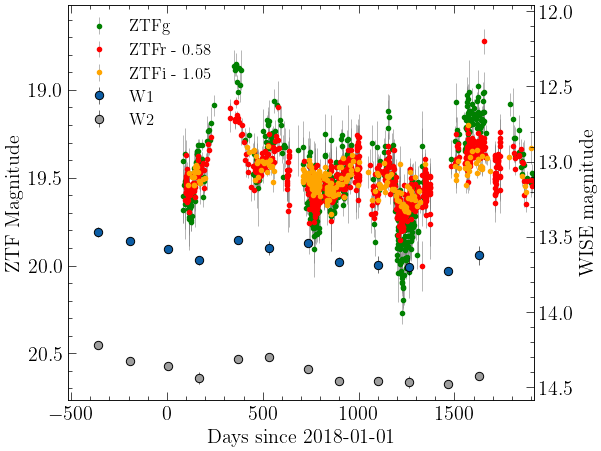 ZTFg
ZTFr - 0.58
ZTFi - 1.05
W1
W2
ZTF Magnitude
19.0
19.5
20.0
20.5
WISE magnitude
12.0
12.5
13.0
13.5
14.0
14.5
−500
0
500
1000
1500
Days since 2018-01-01